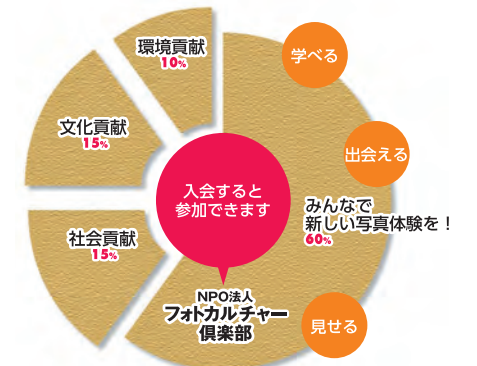 環境貢献
10%
学べる
文化貢献
15%
出会える
入会すると
参加できます
みんなで
新しい写真体験を！
60%
社会貢献
15%
NPO法人
フォトカルチャー
倶楽部
見せる